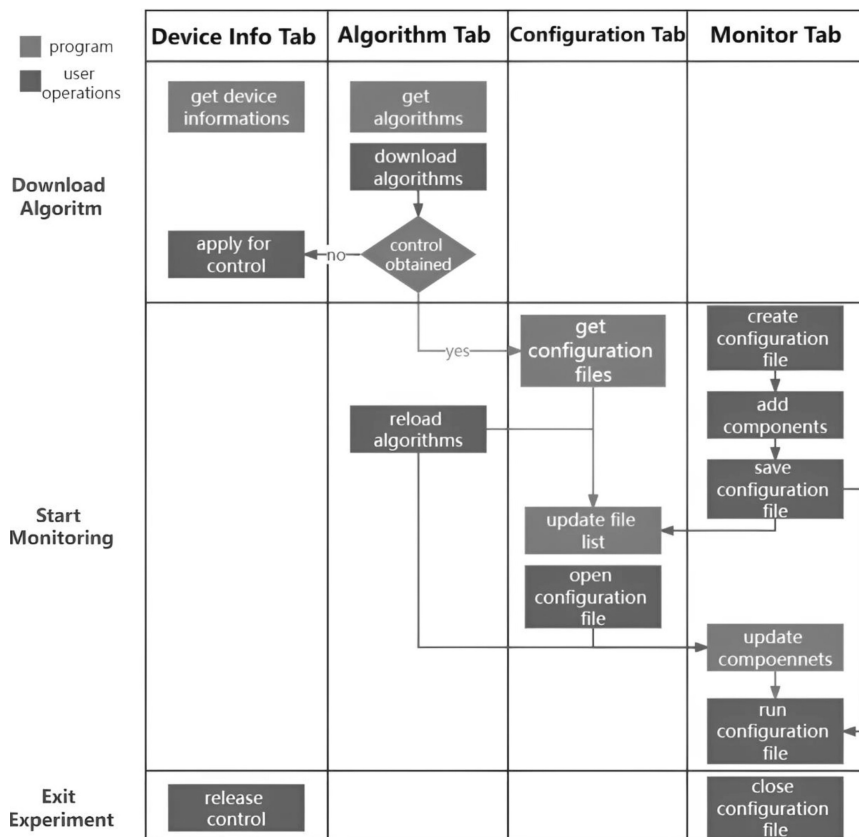 program
user
operations
Device Info Tab
Algorithm Tab
Configuration Tab
Monitor Tab
Download
Algoritm
get device
informations
get
algorithms
download
algorithms
control
obtained
no
apply for
control
Start
Monitoring
yes
get
configuration
files
create
configuration
file
reload
algorithms
add
components
save
configuration
file
update file
list
open
configuration
file
update
compoennets
run
configuration
file
Exit
Experiment
release
control
close
configuration
file